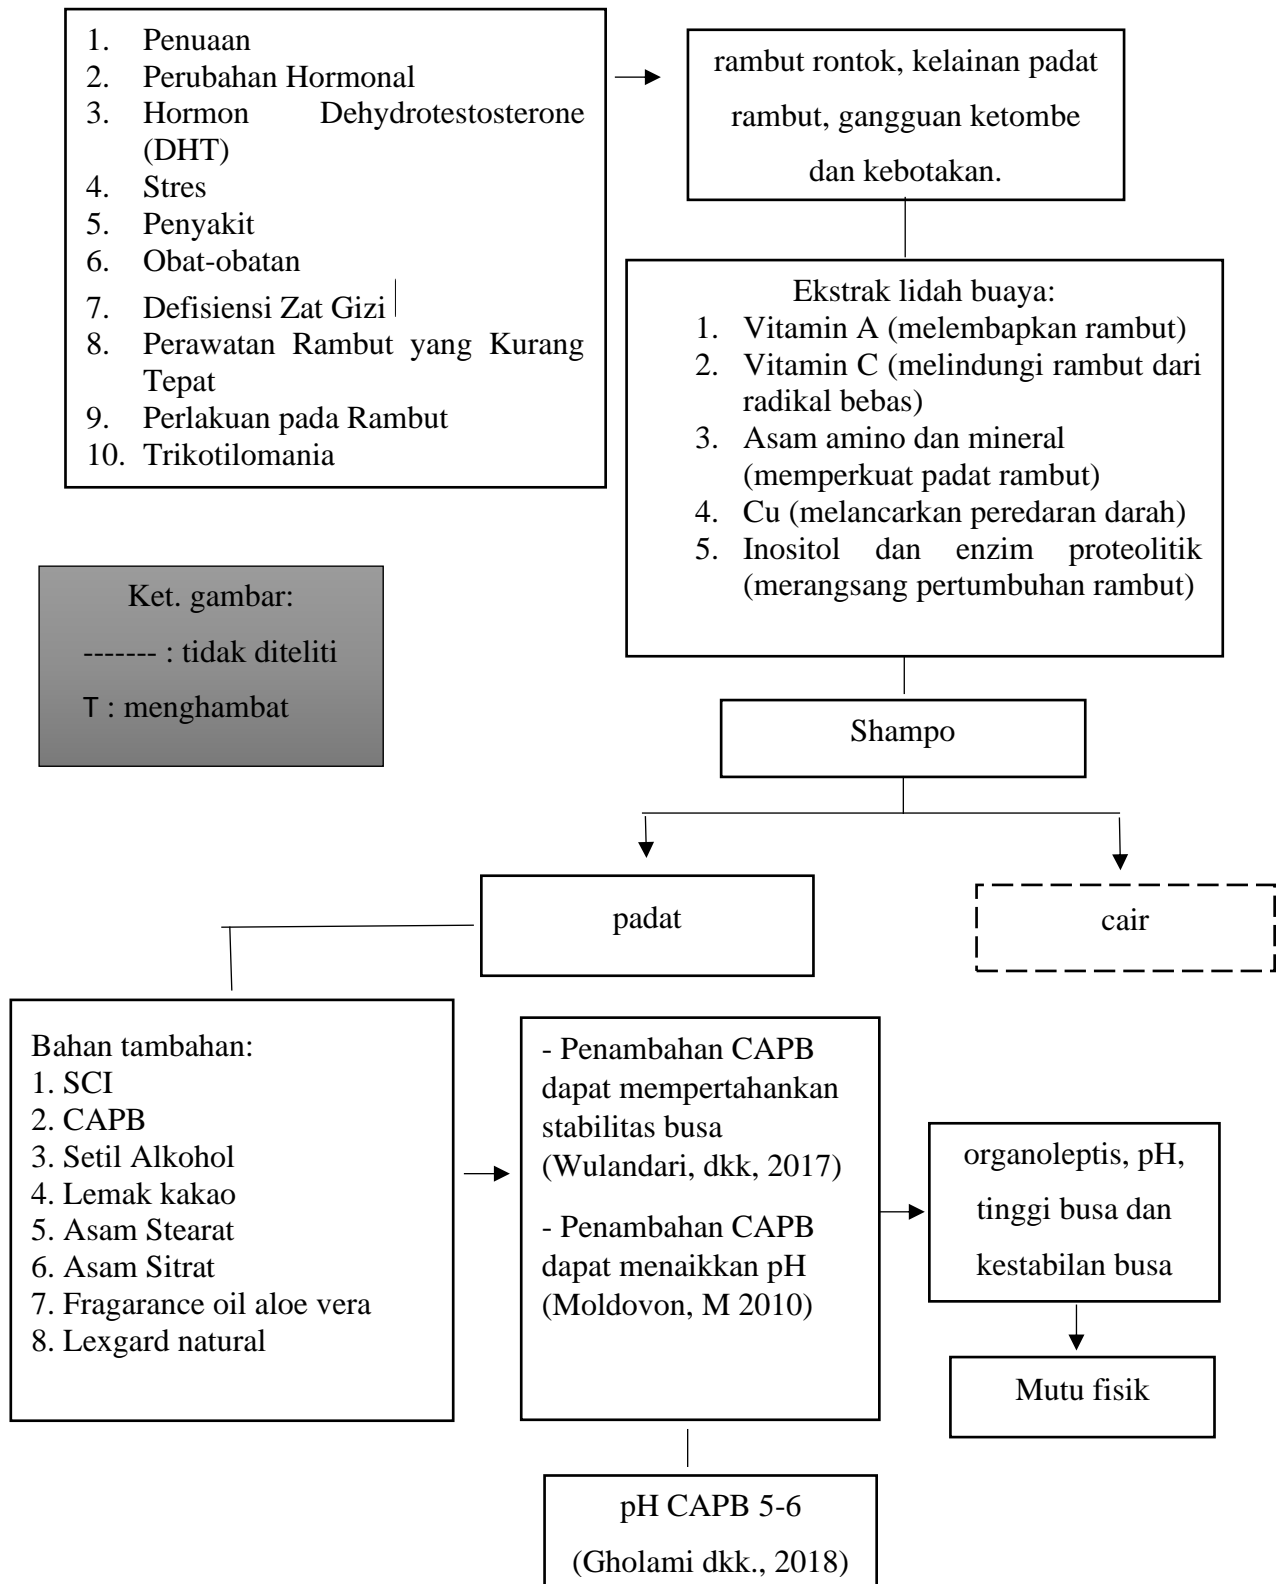 1. Penuaan
2. Perubahan Hormonal
3. Hormon Dehydrotestosterone
(DHT)
4. Stres
5. Penyakit
6. Obat-obatan
7. Defisiensi Zat Gizi
8. Perawatan Rambut yang Kurang
Tepat
9. Perlakuan pada Rambut
10. Trikotilomania
rambut rontok, kelainan padat
rambut, gangguan ketombe
dan kebotakan.
Ekstrak lidah buaya:
1. Vitamin A (melembapkan rambut)
2. Vitamin C (melindungi rambut dari
radikal bebas)
3. Asam amino dan mineral
(memperkuat padat rambut)
4. Cu (melancarkan peredaran darah)
5. Inositol dan enzim proteolitik
(merangsang pertumbuhan rambut)
Ket. gambar:
------- : tidak diteliti
T : menghambat
Shampo
padat
cair
Bahan tambahan:
1. SCI
2. CAPB
3. Setil Alkohol
4. Lemak kakao
5. Asam Stearat
6. Asam Sitrat
7. Fragarance oil aloe vera
8. Lexgard natural
- Penambahan CAPB
dapat mempertahankan
stabilitas busa
(Wulandari, dkk, 2017)
- Penambahan CAPB
dapat menaikkan pH
(Moldovon, M 2010)
organoleptis, pH,
tinggi busa dan
kestabilan busa
Mutu fisik
pH CAPB 5-6
(Gholami dkk., 2018)